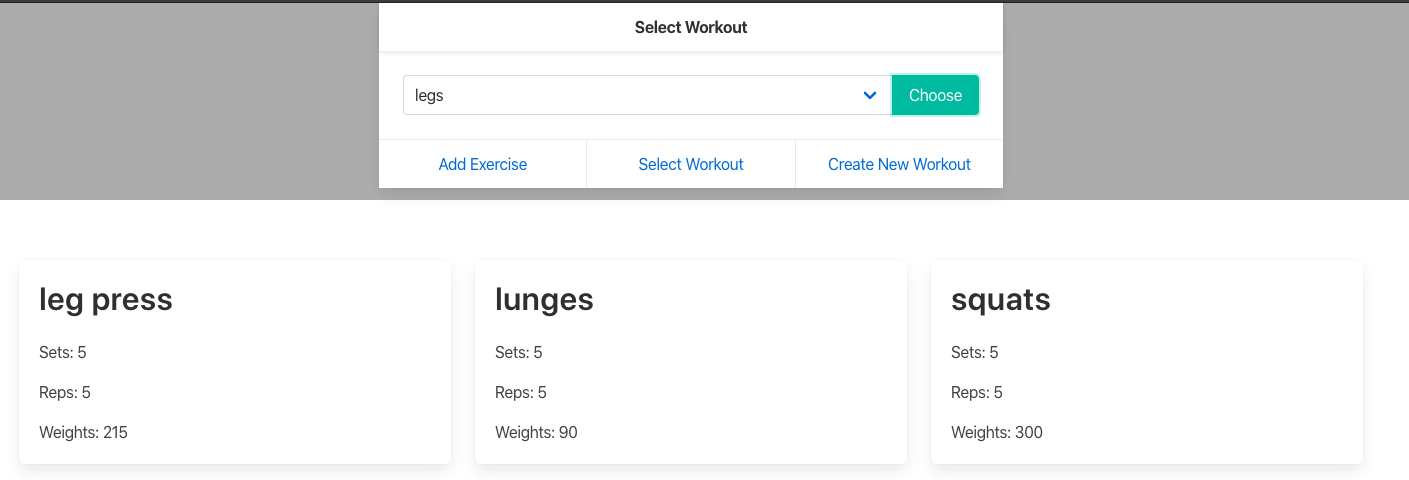 Select Workout
legs
Choose
Add Exercise
Select Workout
Create New Workout
leg press
Sets: 5
Reps: 5
Weights: 215
lunges
Sets: 5
Reps: 5
Weights: 90
squats
Sets: 5
Reps: 5
Weights: 300